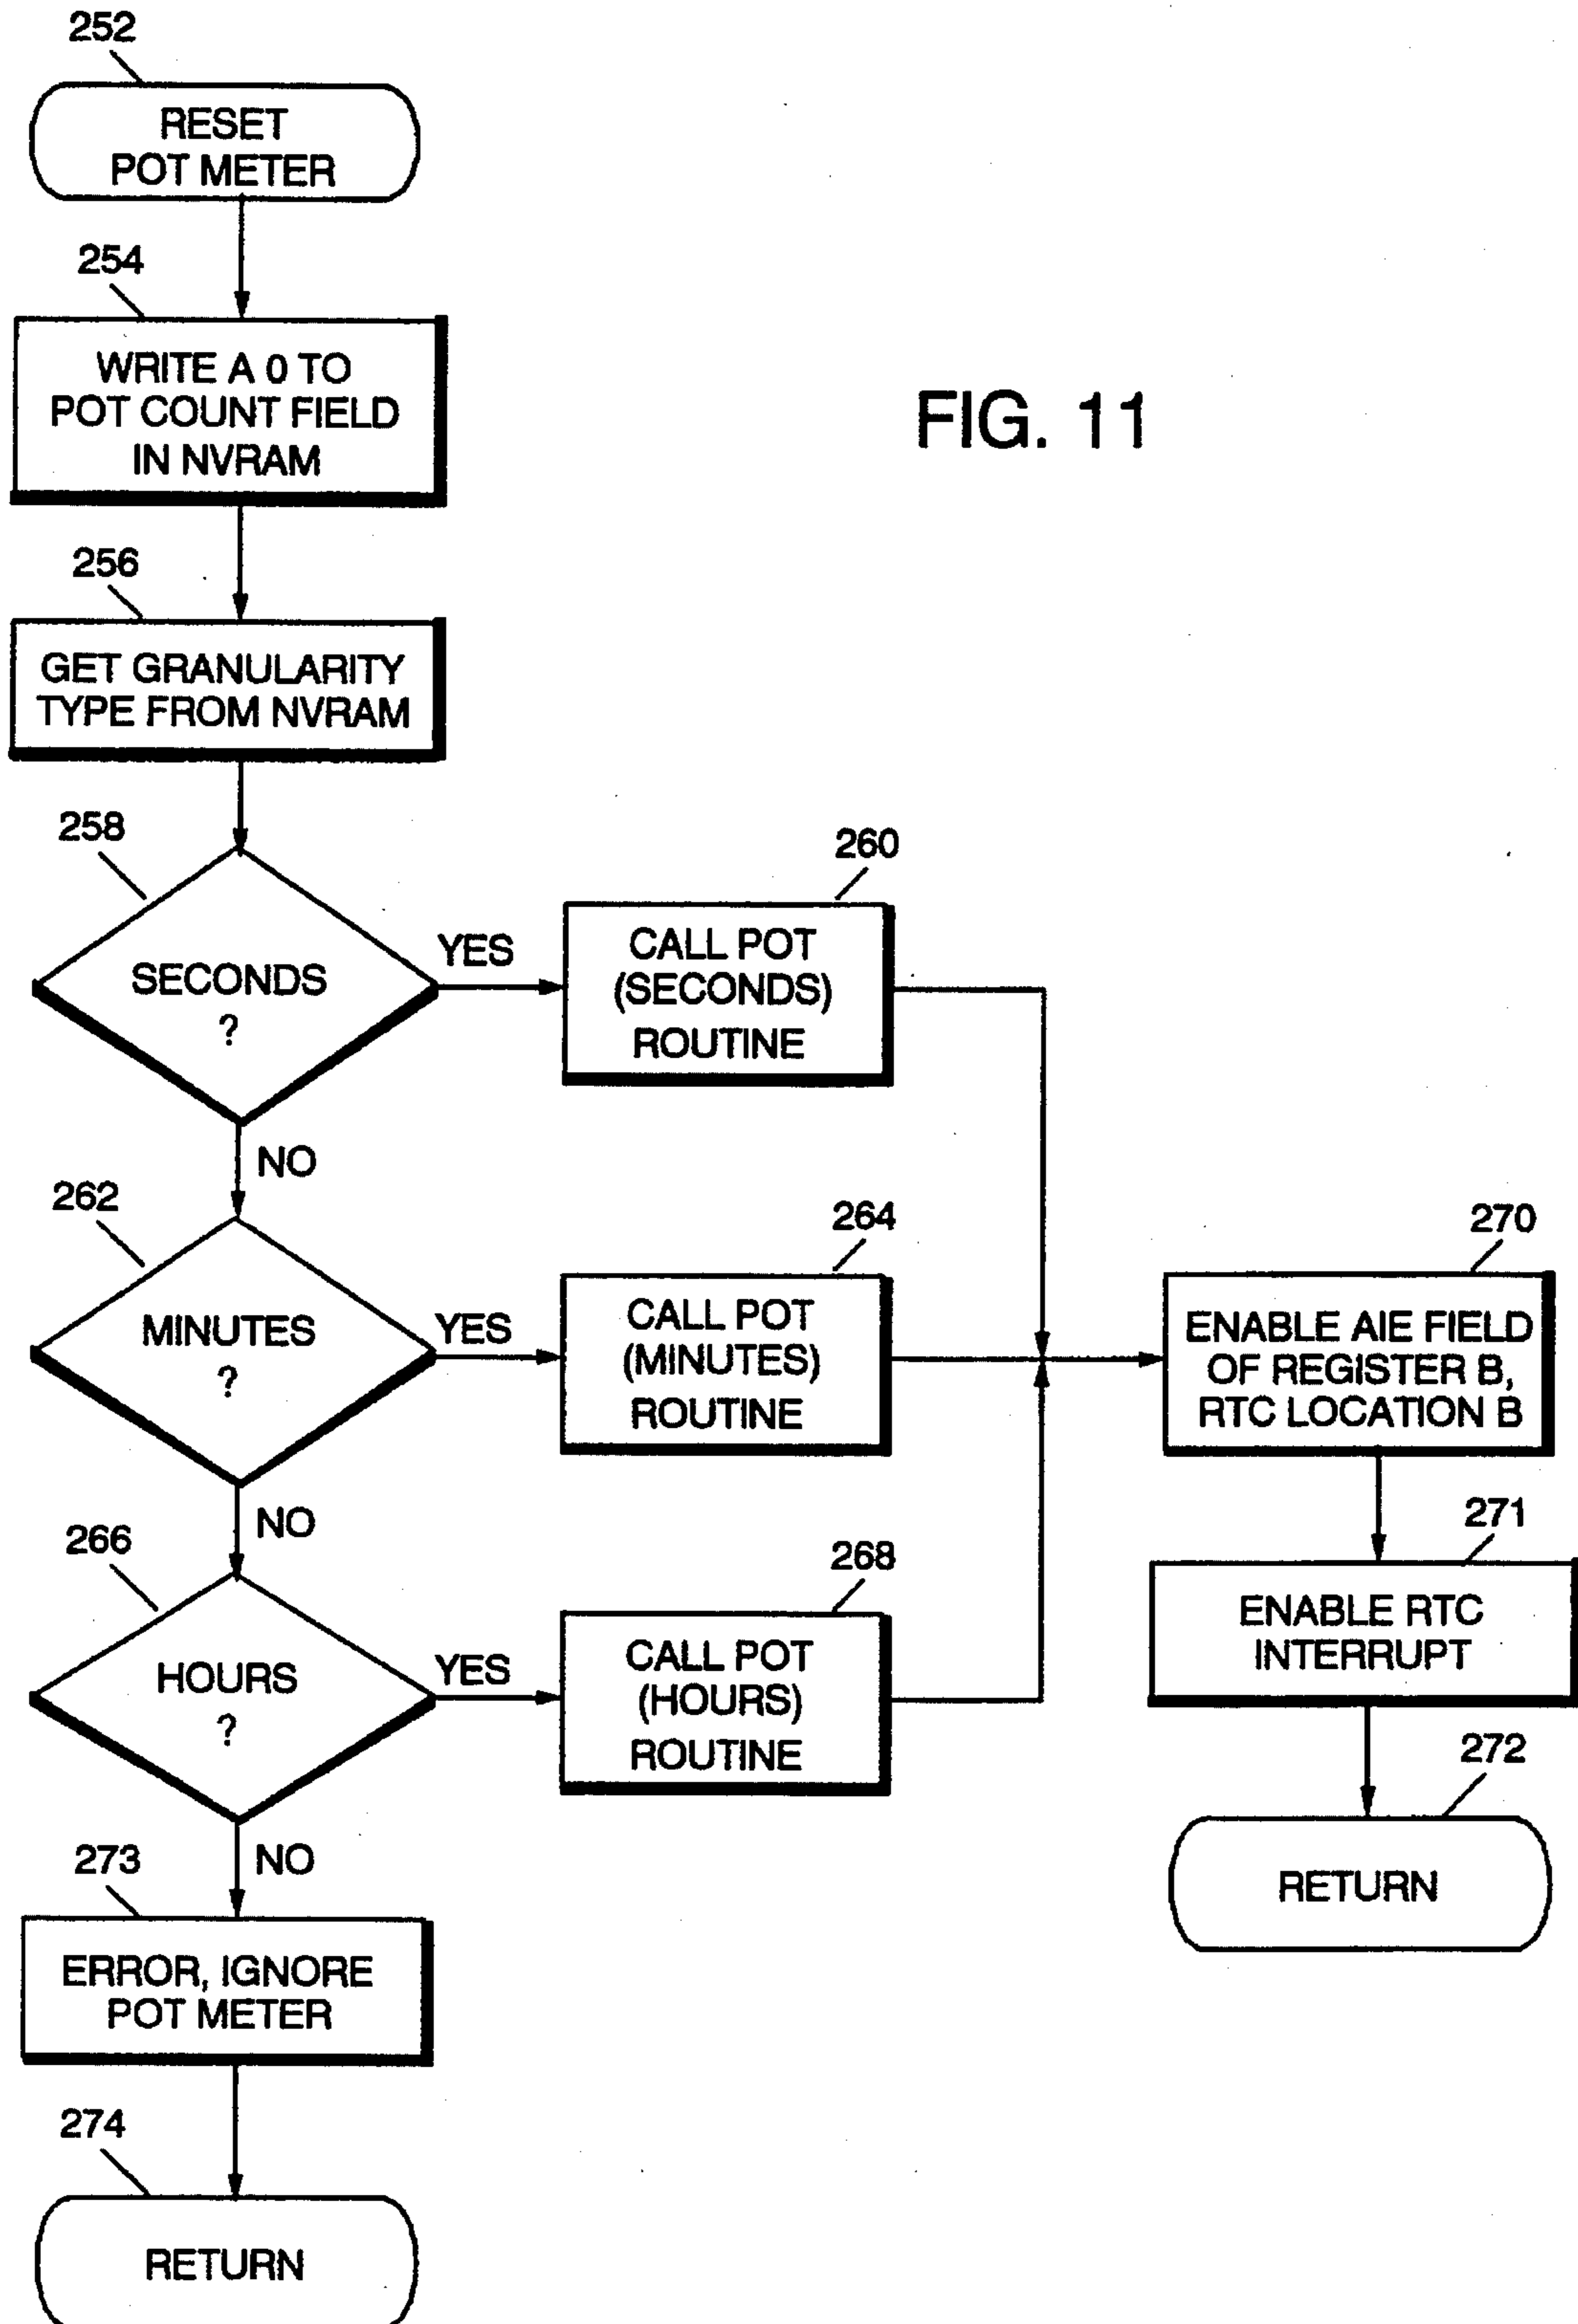 252
RESET
POT METER
254
WRITE A 0 TO
POT COUNT FIELD
IN NVRAM
FIG. 11
256
GET GRANULARITY
TYPE FROM NVRAM
258
SECONDS
?
YES
260
CALL POT
(SECONDS)
ROUTINE
NO
262
MINUTES
?
YES
264
CALL POT
(MINUTES)
ROUTINE
270
ENABLE AIE FIELD
OF REGISTER B,
RTC LOCATION B
NO
266
HOURS
?
YES
268
CALL POT
(HOURS)
ROUTINE
271
ENABLE RTC
INTERRUPT
272
RETURN
NO
273
ERROR, IGNORE
POT METER
274
RETURN